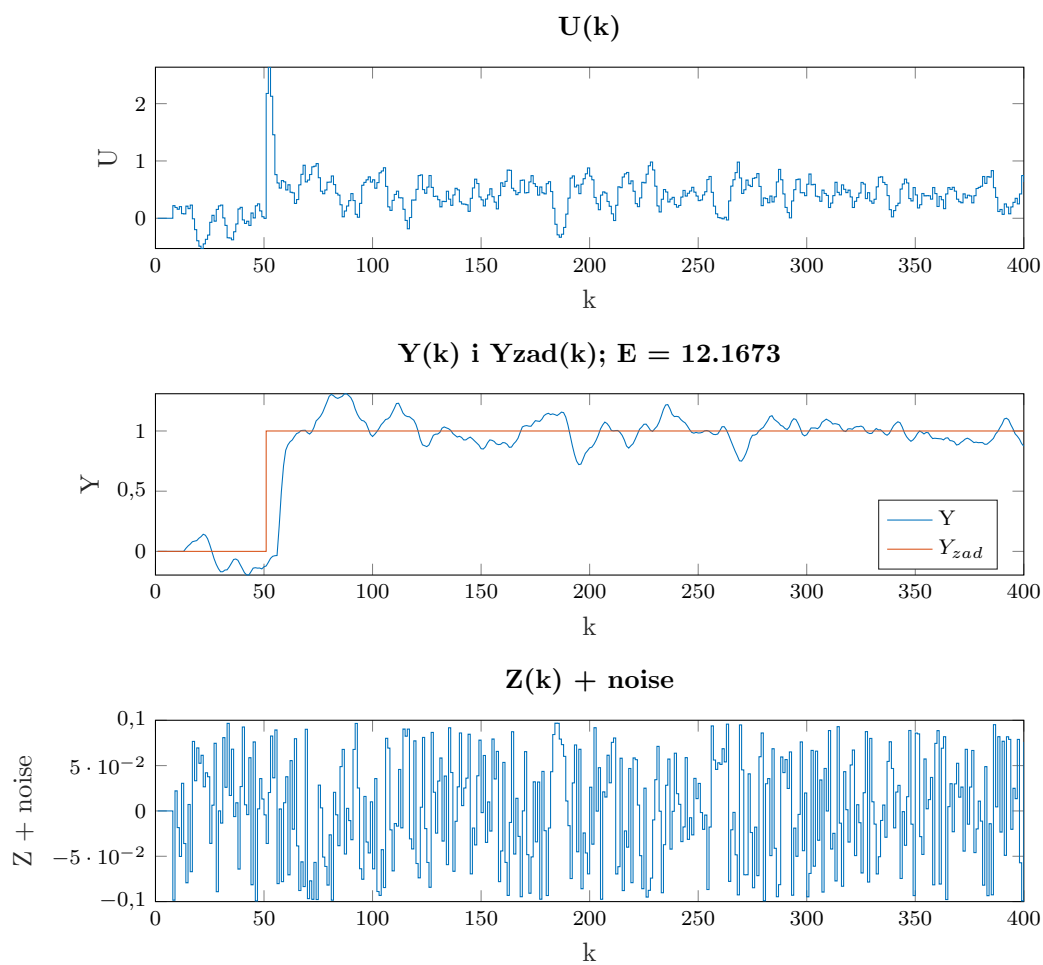 U(k)
2
1
0
U
0 50 100 150 200 250 300 350 400
k
Y(k) i Yzad(k); E = 12.1673
1
0,5
0
Y
Y
Y_{zad}
0 50 100 150 200 250 300 350 400
k
Z(k) + noise
0,1
5 · 10⁻²
0
−5 · 10⁻²
−0,1
Z + noise
0 50 100 150 200 250 300 350 400
k